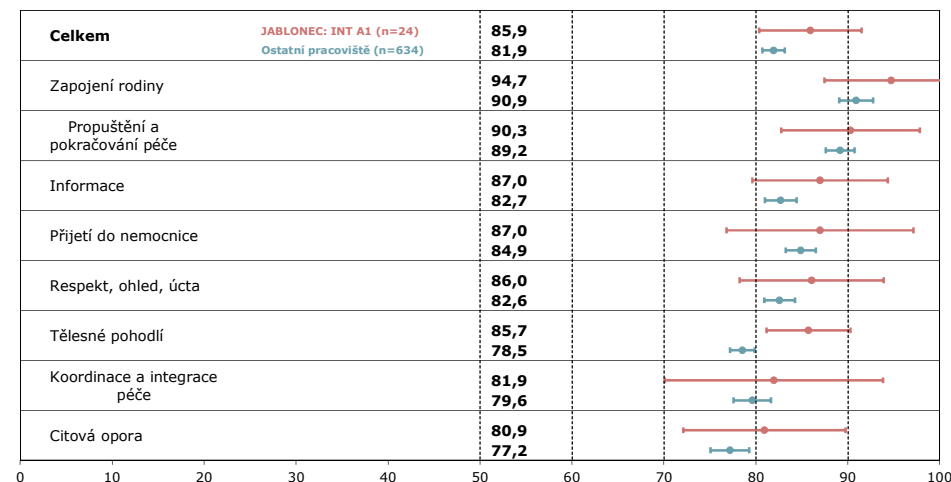 Celkem
JABLONEC: INT A1 (n=24)
85,9
Ostatní pracoviště (n=634)
81,9
Zapojení rodiny
94,7
90,9
Propuštění a
pokračování péče
90,3
89,2
Informace
87,0
82,7
Přijetí do nemocnice
87,0
84,9
Respekt, ohled, úcta
86,0
82,6
Tělesné pohodlí
85,7
78,5
Koordinace a integrace
péče
81,9
79,6
Citová opora
80,9
77,2
0 10 20 30 40 50 60 70 80 90 100